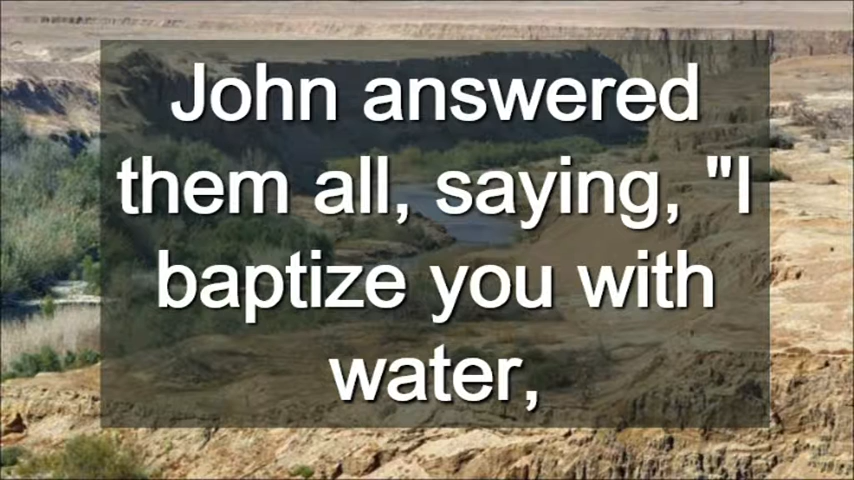 John answered
them all, saying, "I
baptize you with
water,